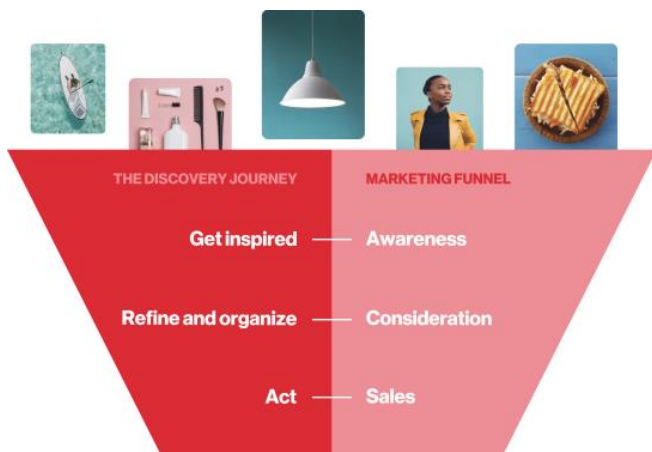 THE DISCOVERY JOURNEY MARKETING FUNNEL
Get inspired — Awareness
Refine and organize — Consideration
Act — Sales